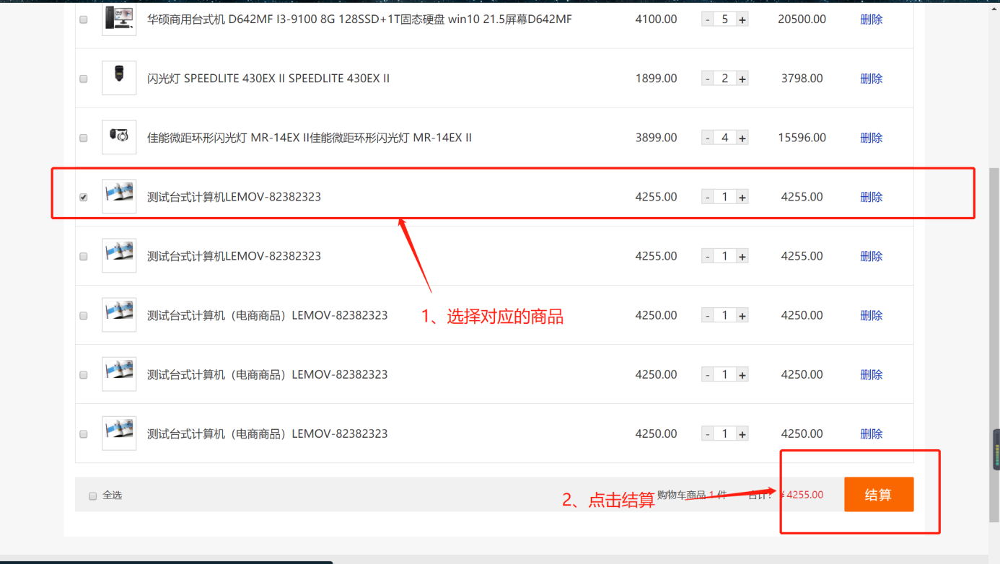 华硕商用台式机 D642MF I3-9100 8G 128SSD+1T固态硬盘 win10 21.5屏幕D642MF 4100.00 - 5 + 20500.00 删除
闪光灯 SPEEDLITE 430EX II SPEEDLITE 430EX II 1899.00 - 2 + 3798.00 删除
佳能微距环形闪光灯 MR-14EX II佳能微距环形闪光灯 MR-14EX II 3899.00 - 4 + 15596.00 删除
测试台式计算机LEMOV-82382323 4255.00 - 1 + 4255.00 删除
测试台式计算机LEMOV-82382323 4255.00 - 1 + 4255.00 删除
测试台式计算机（电商商品）LEMOV-82382323 4250.00 - 1 + 4250.00 删除
1、选择对应的商品
测试台式计算机（电商商品）LEMOV-82382323 4250.00 - 1 + 4250.00 删除
测试台式计算机（电商商品）LEMOV-82382323 4250.00 - 1 + 4250.00 删除
全选 购物车商品 1 件 合计: ¥4255.00 结算
2、点击结算